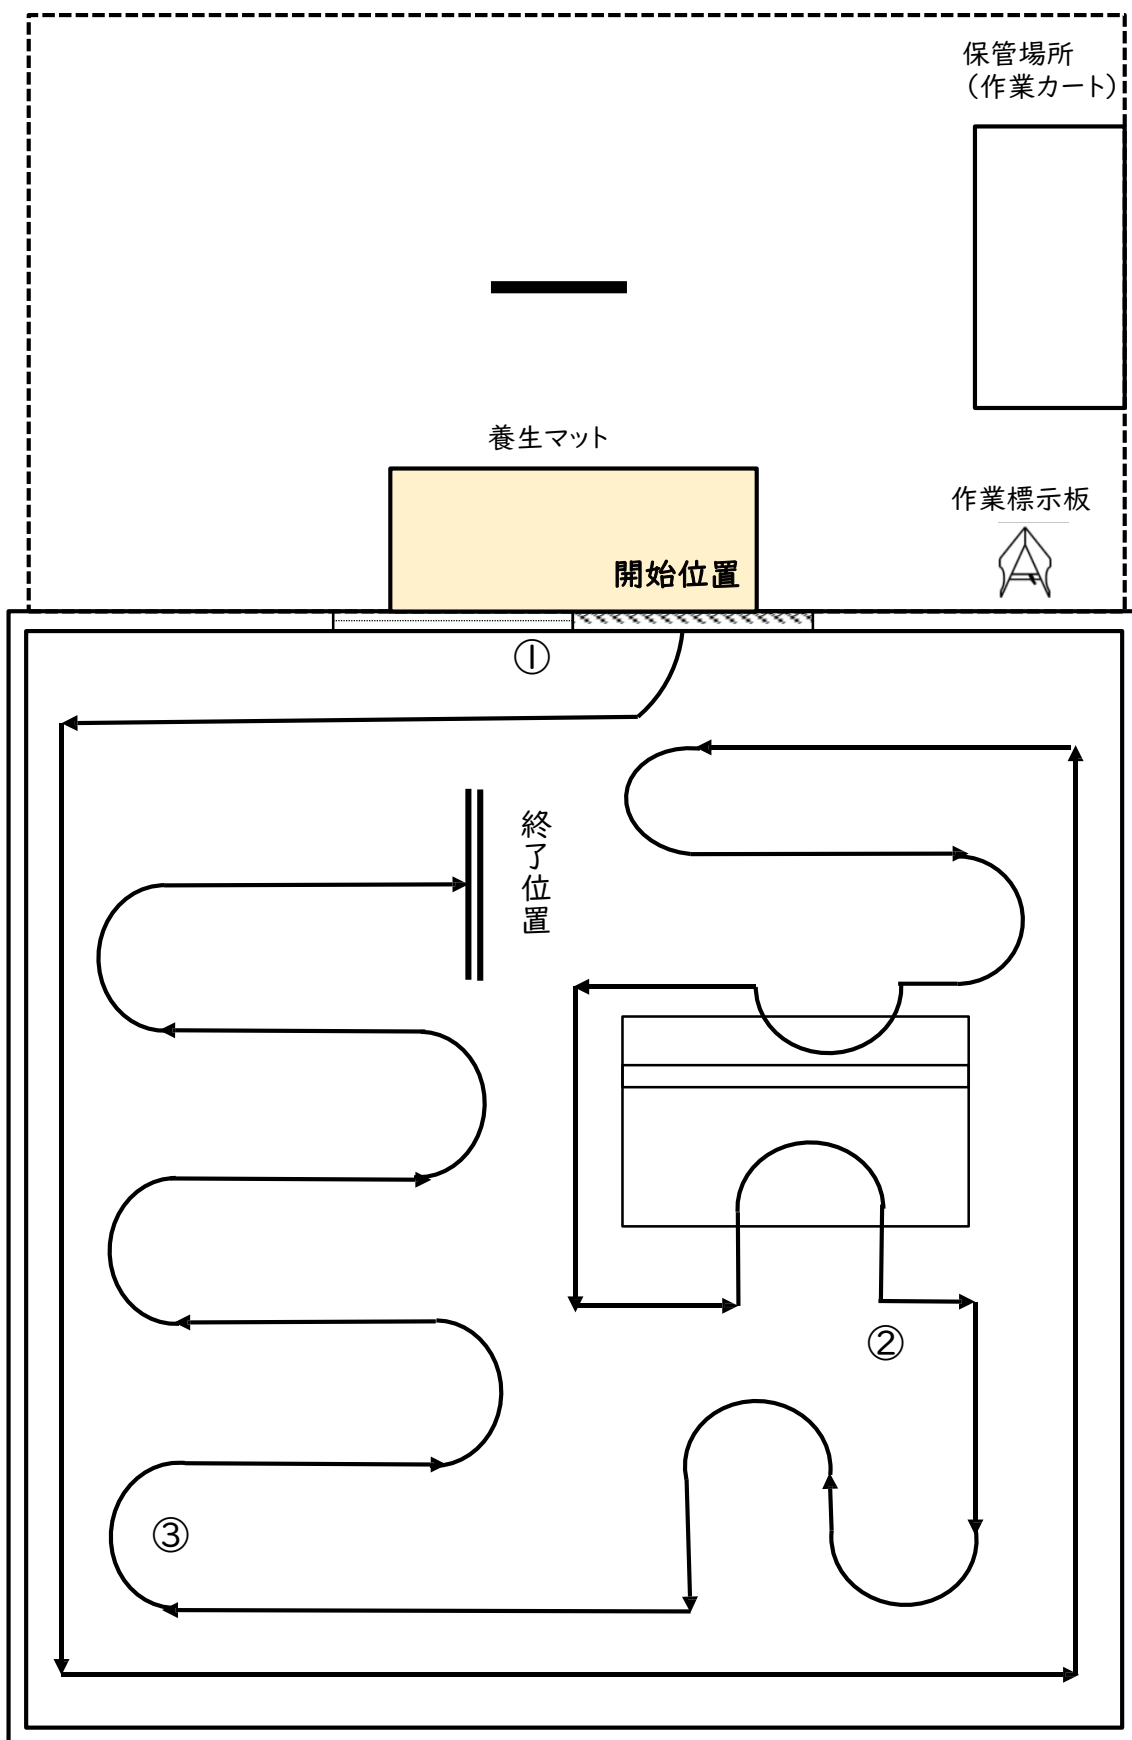 保管場所
（作業カート）
養生マット
作業標示板
開始位置
①
終了位置
②
③